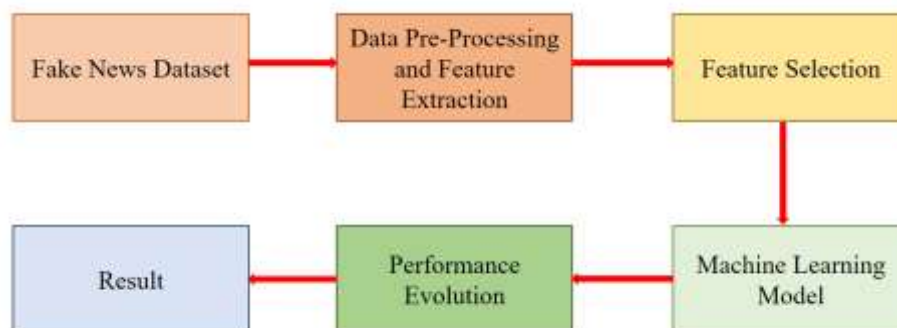 Fake News Dataset
Data Pre-Processing
and Feature
Extraction
Feature Selection
Result
Performance
Evolution
Machine Learning
Model